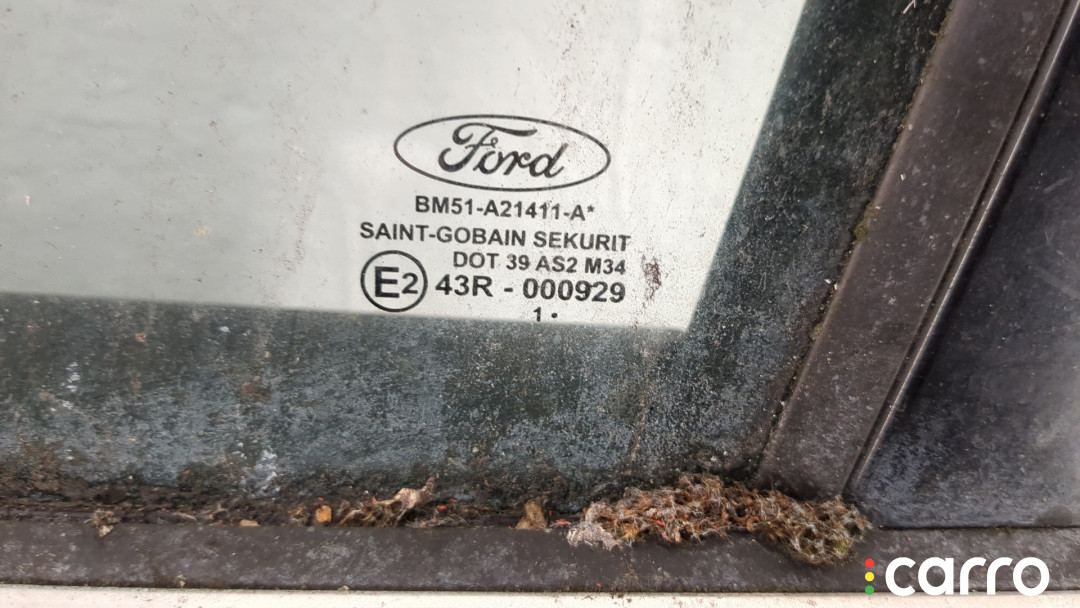 Ford
BM51-A21411-A*
SAINT-GOBAIN SEKURIT
DOT 39 AS2 M34
E2 43R - 000929
1 •
carro